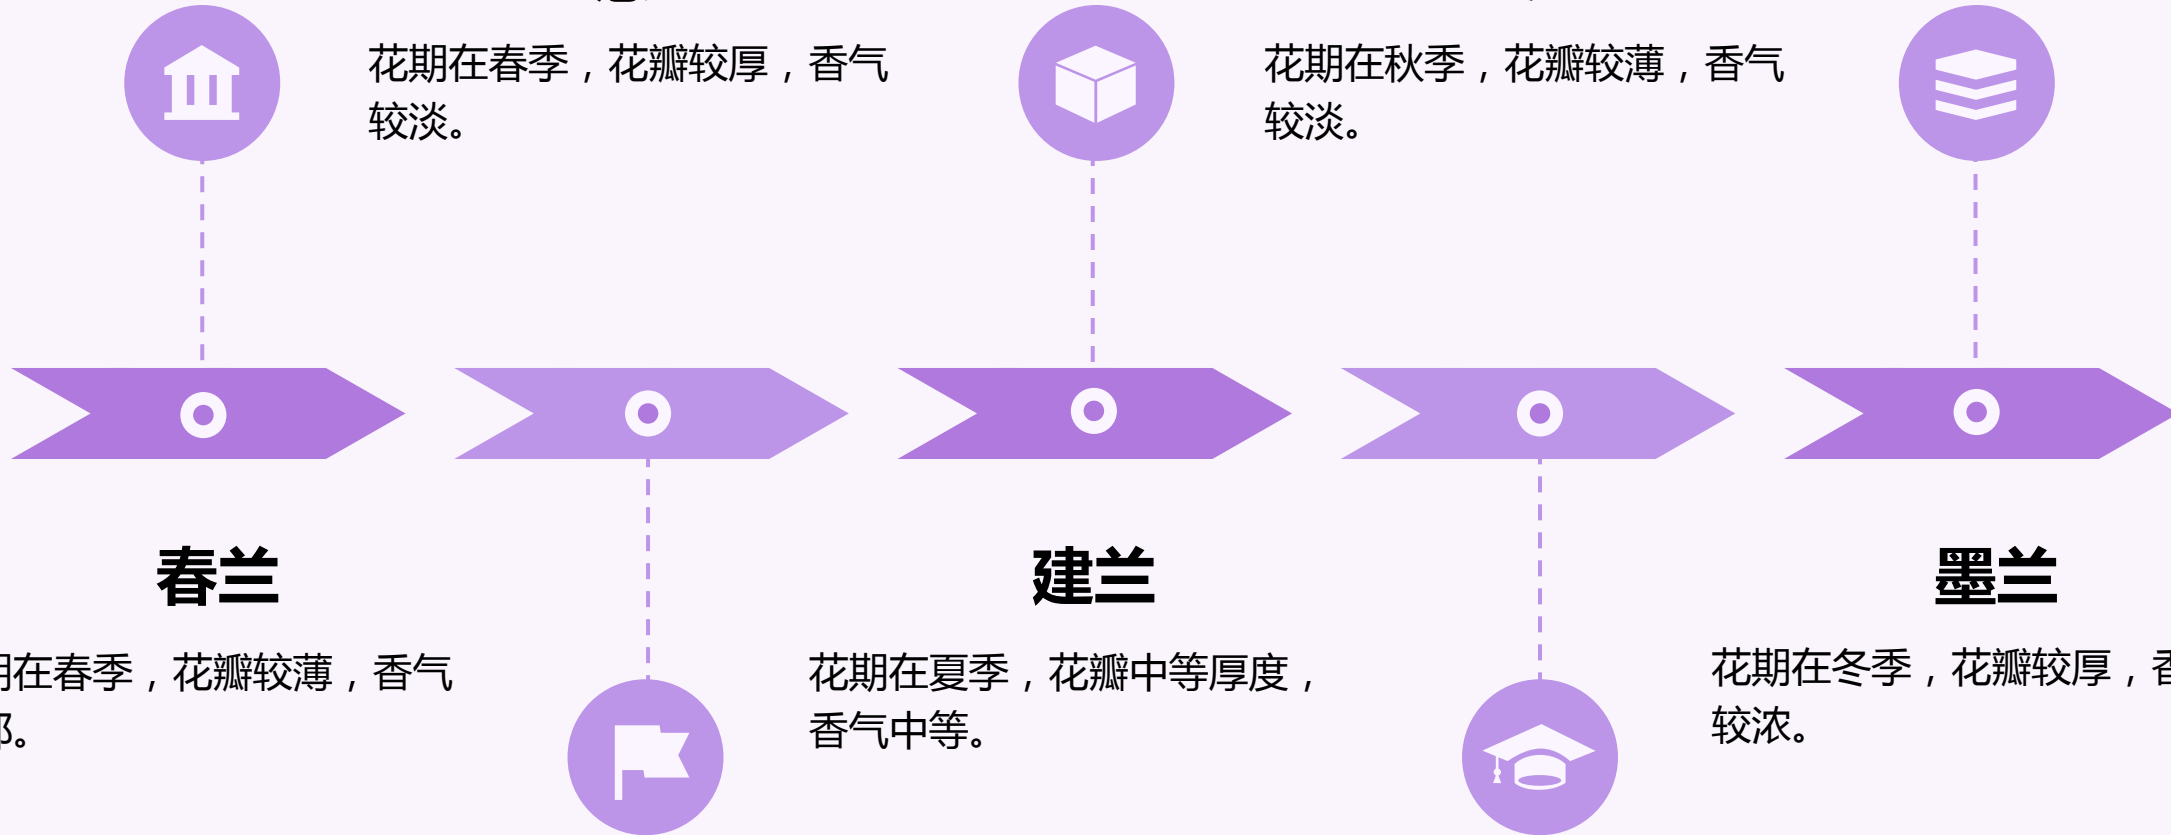 花期在春季，花瓣较厚，香气
较淡。
花期在秋季，花瓣较薄，香气
较淡。
春兰
期在春季，花瓣较薄，香气
郁。
建兰
花期在夏季，花瓣中等厚度，
香气中等。
墨兰
花期在冬季，花瓣较厚，香
较浓。